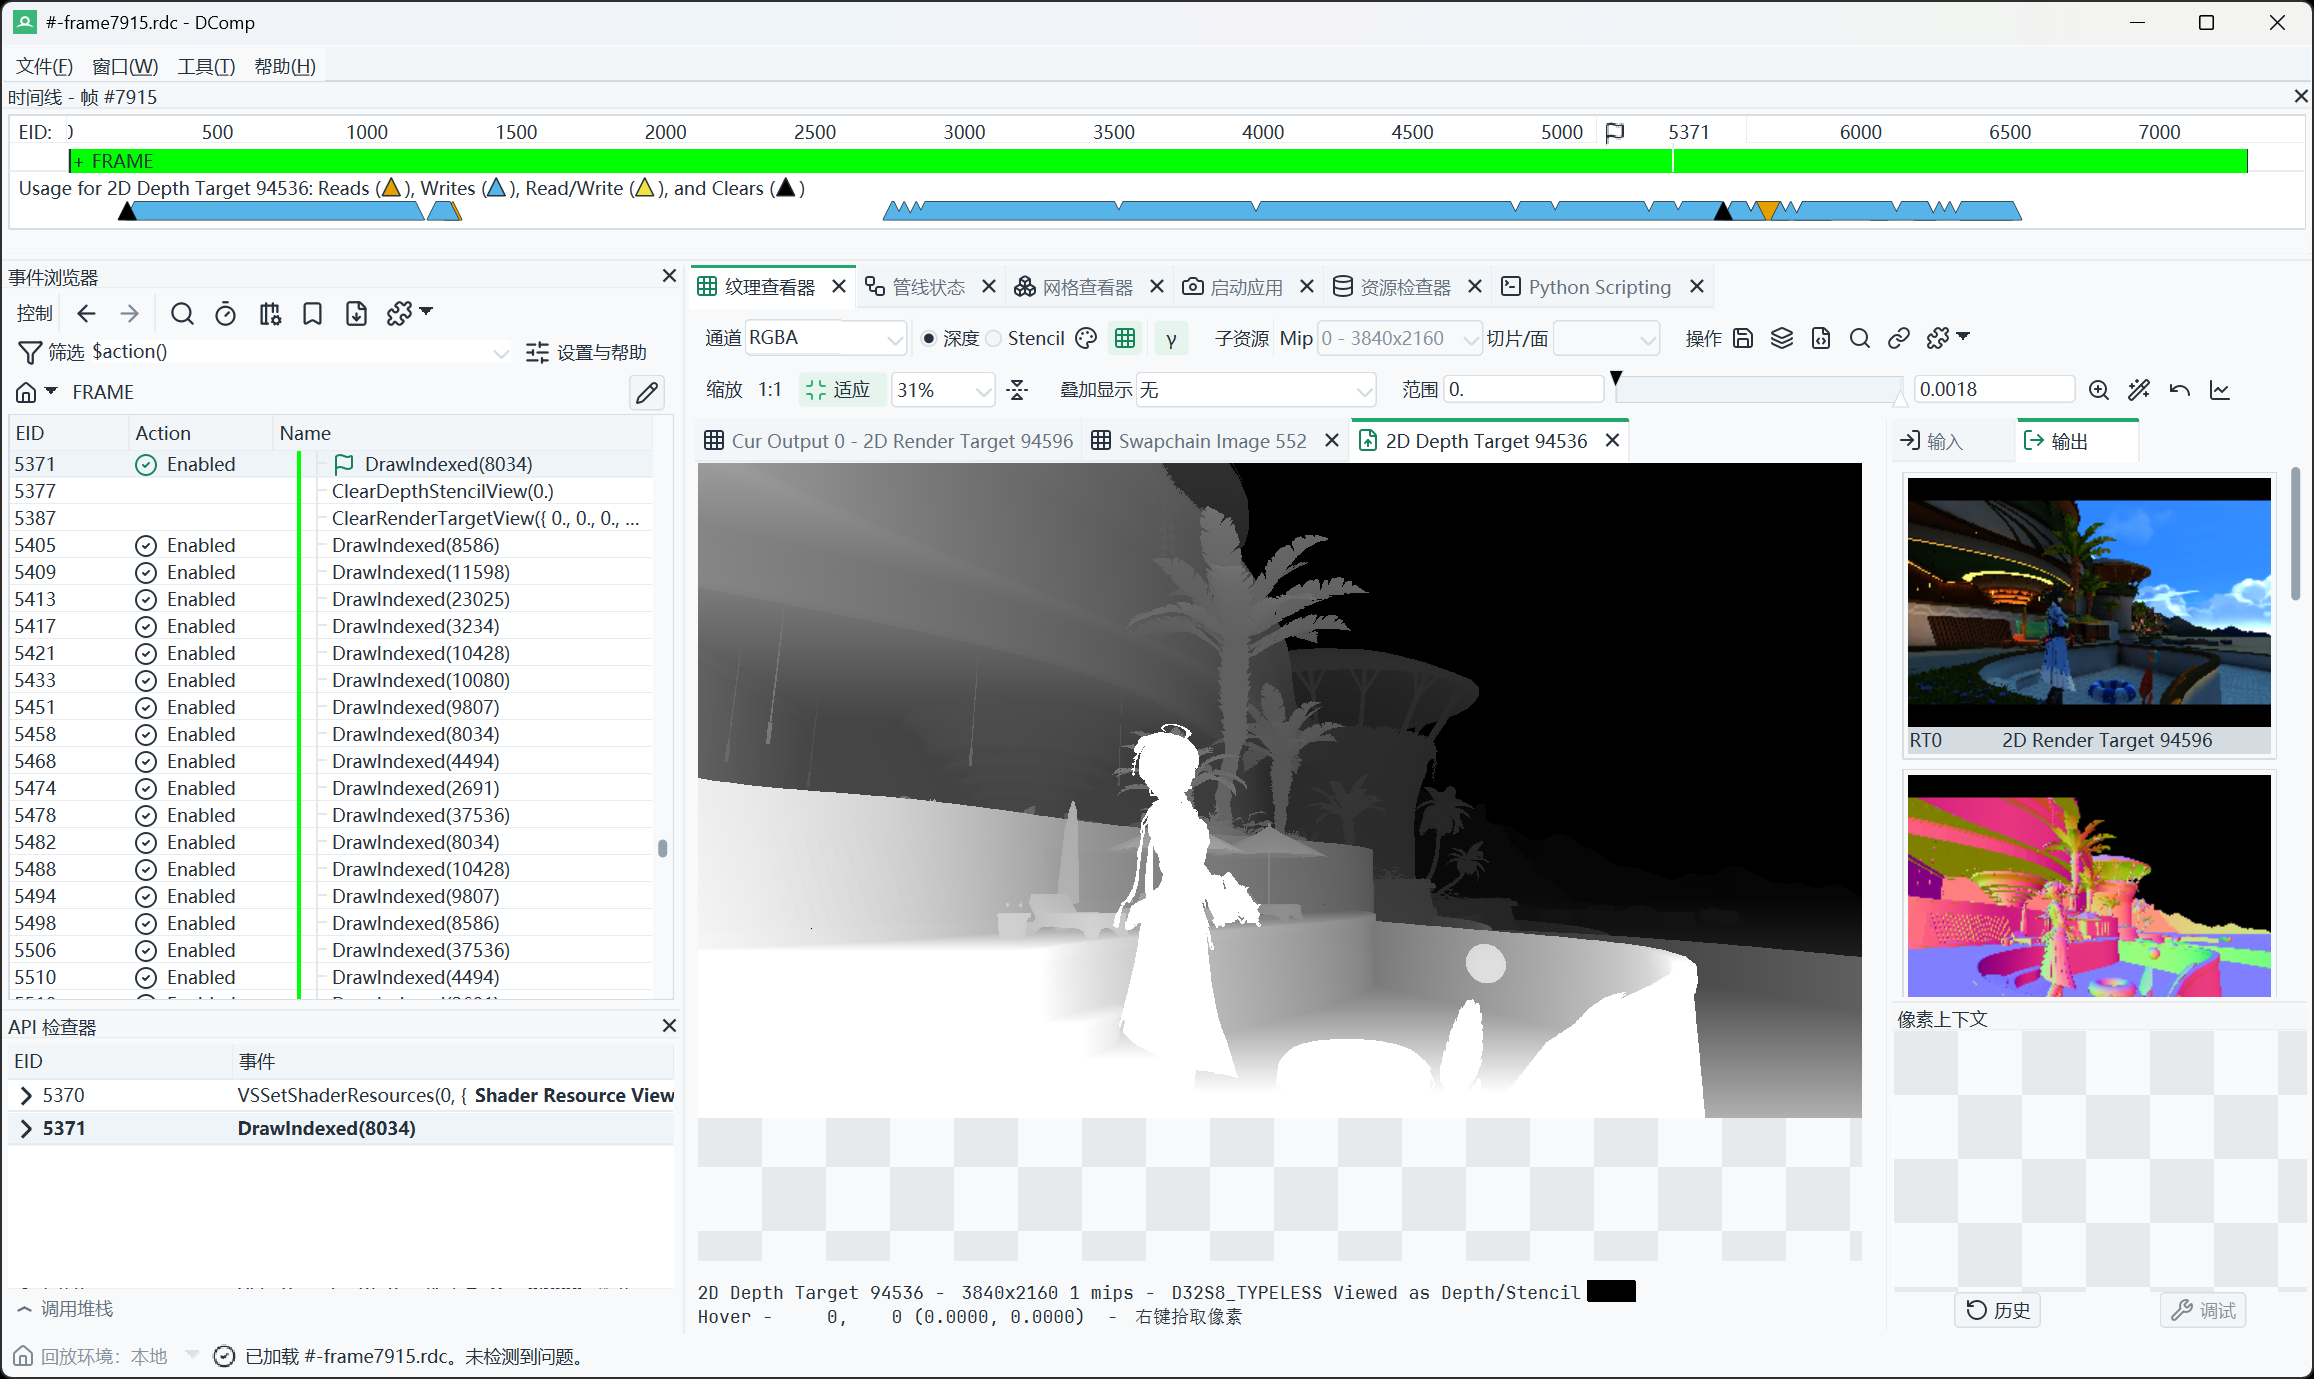 #-frame7915.rdc - DComp
文件(F) 窗口(W) 工具(T) 帮助(H)
时间线 - 帧 #7915
EID: 0 500 1000 1500 2000 2500 3000 3500 4000 4500 5000 5371 6000 6500 7000
+ FRAME
Usage for 2D Depth Target 94536: Reads ( ), Writes ( ), Read/Write ( ), and Clears ( )
事件浏览器
控制
筛选 $action() 设置与帮助
FRAME
EID Action Name
5371 Enabled DrawIndexed(8034)
5377 ClearDepthStencilView(0.)
5387 ClearRenderTargetView({ 0., 0., 0., ...
5405 Enabled DrawIndexed(8586)
5409 Enabled DrawIndexed(11598)
5413 Enabled DrawIndexed(23025)
5417 Enabled DrawIndexed(3234)
5421 Enabled DrawIndexed(10428)
5433 Enabled DrawIndexed(10080)
5451 Enabled DrawIndexed(9807)
5458 Enabled DrawIndexed(8034)
5468 Enabled DrawIndexed(4494)
5474 Enabled DrawIndexed(2691)
5478 Enabled DrawIndexed(37536)
5482 Enabled DrawIndexed(8034)
5488 Enabled DrawIndexed(10428)
5494 Enabled DrawIndexed(9807)
5498 Enabled DrawIndexed(8586)
5506 Enabled DrawIndexed(37536)
5510 Enabled DrawIndexed(4494)
API 检查器
EID 事件
5370 VSSetShaderResources(0, { Shader Resource View
5371 DrawIndexed(8034)
调用堆栈
回放环境: 本地 已加载 #-frame7915.rdc。未检测到问题。
纹理查看器 管线状态 网格查看器 启动应用 资源检查器 Python Scripting
通道 RGBA 深度 Stencil γ 子资源 Mip 0 - 3840x2160 切片/面 操作
缩放 1:1 适应 31% 叠加显示 无 范围 0. 0.0018
Cur Output 0 - 2D Render Target 94596 Swapchain Image 552 2D Depth Target 94536
2D Depth Target 94536 - 3840x2160 1 mips - D32S8_TYPELESS Viewed as Depth/Stencil
Hover - 0, 0 (0.0000, 0.0000) - 右键拾取像素
输入 输出
RT0 2D Render Target 94596
像素上下文
历史 调试